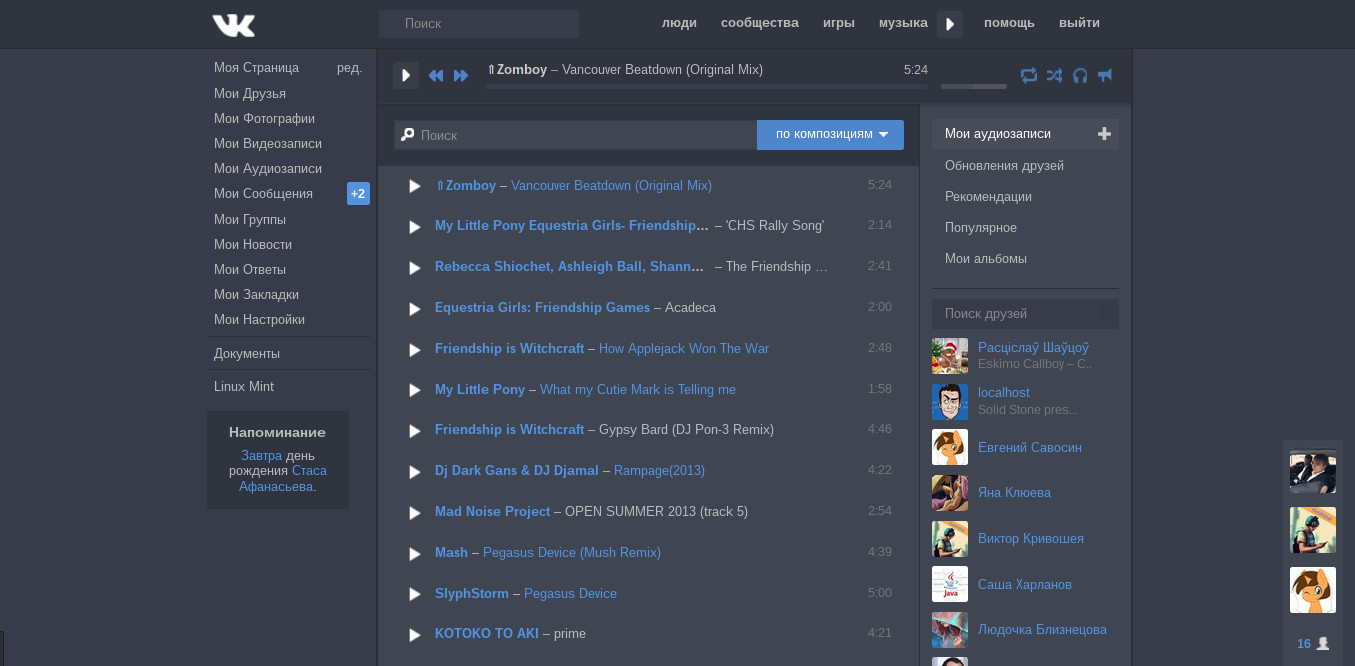 Поиск
люди
сообщества
игры
музыка
помощь
выйти
Моя Страница
ред.
Мои Друзья
Мои Фотографии
Мои Видеозаписи
Мои Аудиозаписи
Мои Сообщения
+2
Мои Группы
Мои Новости
Мои Ответы
Мои Закладки
Мои Настройки
Документы
Linux Mint
Напоминание
Завтра день
рождения Стаса
Афанасьева.
⇑Zomboy – Vancouver Beatdown (Original Mix)
5:24
Поиск
по композициям
⇑Zomboy – Vancouver Beatdown (Original Mix)
5:24
My Little Pony Equestria Girls- Friendship... – 'CHS Rally Song'
2:14
Rebecca Shiochet, Ashleigh Ball, Shann... – The Friendship ...
2:41
Equestria Girls: Friendship Games – Acadeca
2:00
Friendship is Witchcraft – How Applejack Won The War
2:48
My Little Pony – What my Cutie Mark is Telling me
1:58
Friendship is Witchcraft – Gypsy Bard (DJ Pon-3 Remix)
4:46
Dj Dark Gans & DJ Djamal – Rampage(2013)
4:22
Mad Noise Project – OPEN SUMMER 2013 (track 5)
2:54
Mash – Pegasus Device (Mush Remix)
4:39
SlyphStorm – Pegasus Device
5:00
KOTOKO TO AKI – prime
4:21
Мои аудиозаписи
Обновления друзей
Рекомендации
Популярное
Мои альбомы
Поиск друзей
Расціслаў Шаўцоў
Eskimo Callboy – C..
localhost
Solid Stone pres...
Евгений Савосин
Яна Клюева
Виктор Кривошея
Саша Харланов
Java
Людочка Близнецова
16